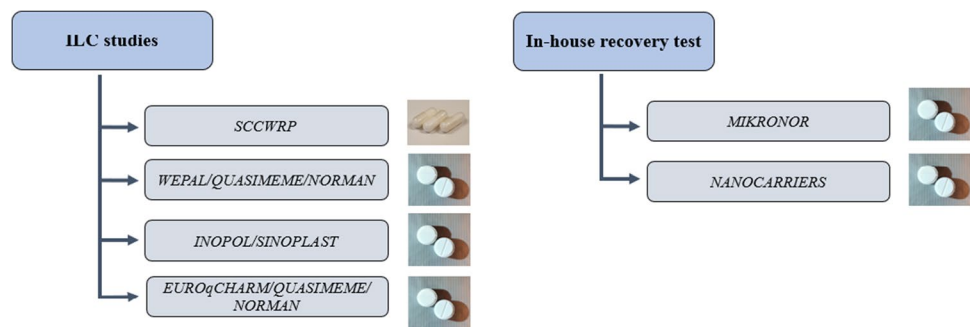 ILC studies
SCCWRP
WEPAL/QUASIMEME/NORMAN
INOPOL/SINOPLAST
EUROqCHARM/QUASIMEME/
NORMAN
In-house recovery test
MIKRONOR
NANOCARRIERS